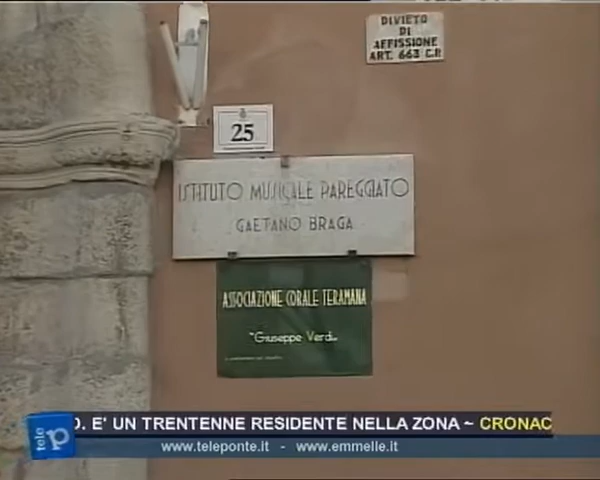 DIVIETO
DI
AFFISSIONE
ART. 663 C.P.
25
ISTITUTO MUSICALE PAREGGIATO
GAETANO BRAGA
ASSOCIAZIONE CORALE TERAMANA
"Giuseppe Verdi"
tele p
O. E' UN TRENTENNE RESIDENTE NELLA ZONA ~ CRONAC
www.teleponte.it - www.emmelle.it
tele p